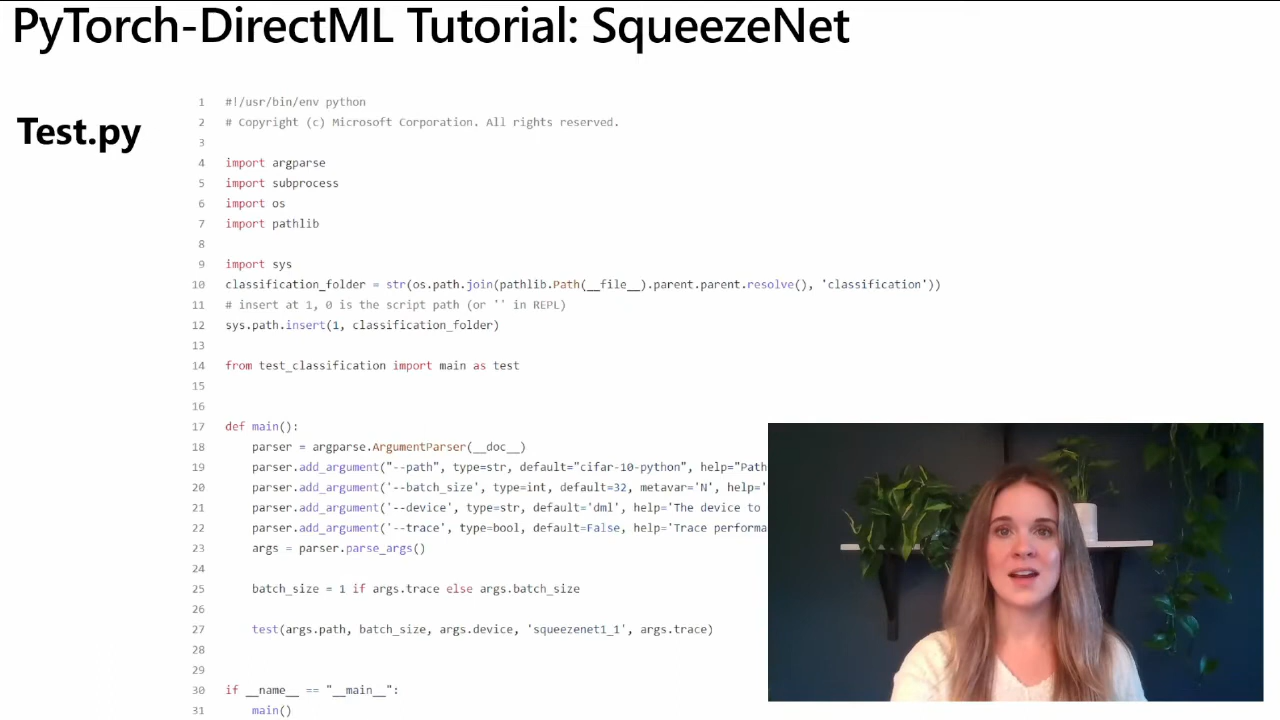 PyTorch-DirectML Tutorial: SqueezeNet
Test.py
1 #!/usr/bin/env python
2 # Copyright (c) Microsoft Corporation. All rights reserved.
3
4 import argparse
5 import subprocess
6 import os
7 import pathlib
8
9 import sys
10 classification_folder = str(os.path.join(pathlib.Path(__file__).parent.parent.resolve(), 'classification'))
11 # insert at 1, 0 is the script path (or '' in REPL)
12 sys.path.insert(1, classification_folder)
13
14 from test_classification import main as test
15
16
17 def main():
18 parser = argparse.ArgumentParser(__doc__)
19 parser.add_argument("--path", type=str, default="cifar-10-python", help="Path
20 parser.add_argument('--batch_size', type=int, default=32, metavar='N', help='
21 parser.add_argument('--device', type=str, default='dml', help='The device to
22 parser.add_argument('--trace', type=bool, default=False, help='Trace performa
23 args = parser.parse_args()
24
25 batch_size = 1 if args.trace else args.batch_size
26
27 test(args.path, batch_size, args.device, 'squeezenet1_1', args.trace)
28
29
30 if __name__ == "__main__":
31 main()